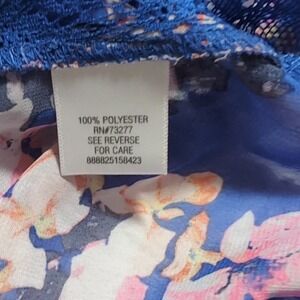 100% POLYESTER
RN#73277
SEE REVERSE
FOR CARE
888825158423